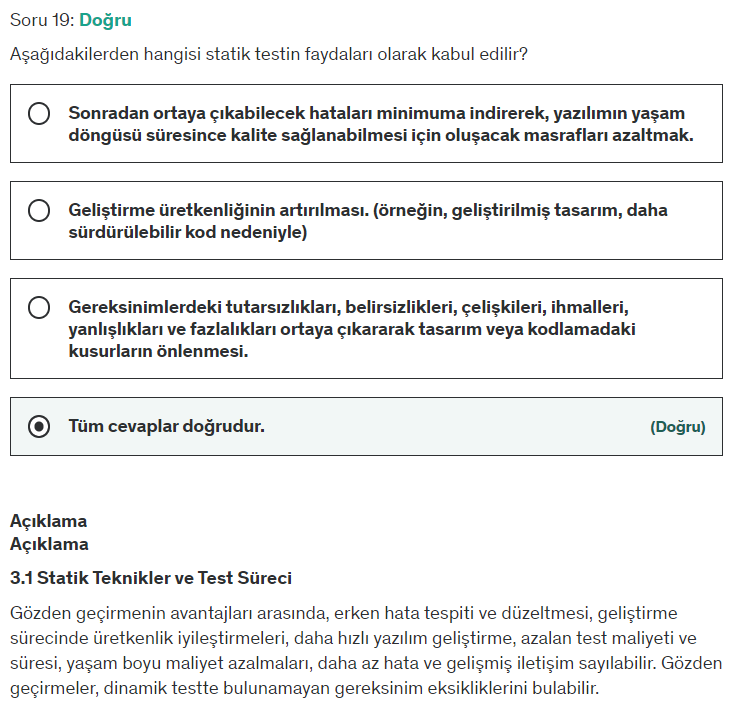 Soru 19: Doğru
Aşağıdakilerden hangisi statik testin faydaları olarak kabul edilir?
Sonradan ortaya çıkabilecek hataları minimuma indirerek, yazılımın yaşam
döngüsü süresince kalite sağlanabilmesi için oluşacak masrafları azaltmak.
Geliştirme üretkenliğinin artırılması. (örneğin, geliştirilmiş tasarım, daha
sürdürülebilir kod nedeniyle)
Gereksinimlerdeki tutarsızlıkları, belirsizlikleri, çelişkileri, ihmalleri,
yanlışlıkları ve fazlalıkları ortaya çıkararak tasarım veya kodlamadaki
kusurların önlenmesi.
Tüm cevaplar doğrudur. (Doğru)
Açıklama
Açıklama
3.1 Statik Teknikler ve Test Süreci
Gözden geçirmenin avantajları arasında, erken hata tespiti ve düzeltmesi, geliştirme
sürecinde üretkenlik iyileştirmeleri, daha hızlı yazılım geliştirme, azalan test maliyeti ve
süresi, yaşam boyu maliyet azalmaları, daha az hata ve gelişmiş iletişim sayılabilir. Gözden
geçirmeler, dinamik testte bulunamayan gereksinim eksikliklerini bulabilir.